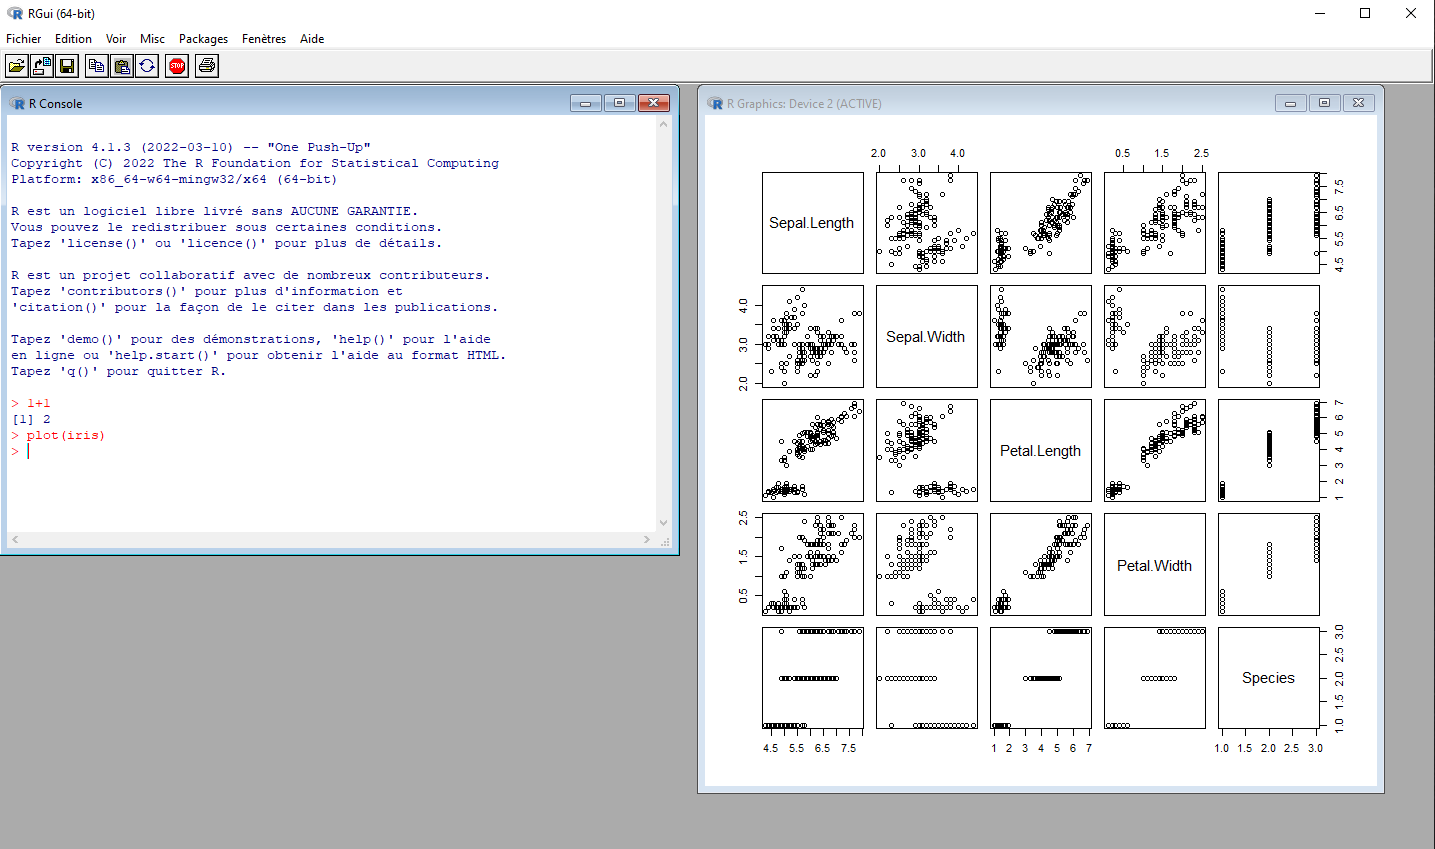 RGui (64-bit)
Fichier Edition Voir Misc Packages Fenêtres Aide
STOP
R Console
R version 4.1.3 (2022-03-10) -- "One Push-Up"
Copyright (C) 2022 The R Foundation for Statistical Computing
Platform: x86_64-w64-mingw32/x64 (64-bit)
R est un logiciel libre livré sans AUCUNE GARANTIE.
Vous pouvez le redistribuer sous certaines conditions.
Tapez 'license()' ou 'licence()' pour plus de détails.
R est un projet collaboratif avec de nombreux contributeurs.
Tapez 'contributors()' pour plus d'information et
'citation()' pour la façon de le citer dans les publications.
Tapez 'demo()' pour des démonstrations, 'help()' pour l'aide
en ligne ou 'help.start()' pour obtenir l'aide au format HTML.
Tapez 'q()' pour quitter R.
> 1+1
[1] 2
> plot(iris)
>
R Graphics: Device 2 (ACTIVE)
2.0 3.0 4.0
0.5 1.5 2.5
Sepal.Length
4.5 5.5 6.5 7.5
2.0 3.0 4.0
Sepal.Width
Petal.Length
1 2 3 4 5 6 7
0.5 1.5 2.5
Petal.Width
Species
1.0 1.5 2.0 2.5 3.0
4.5 5.5 6.5 7.5
1 2 3 4 5 6 7
1.0 1.5 2.0 2.5 3.0